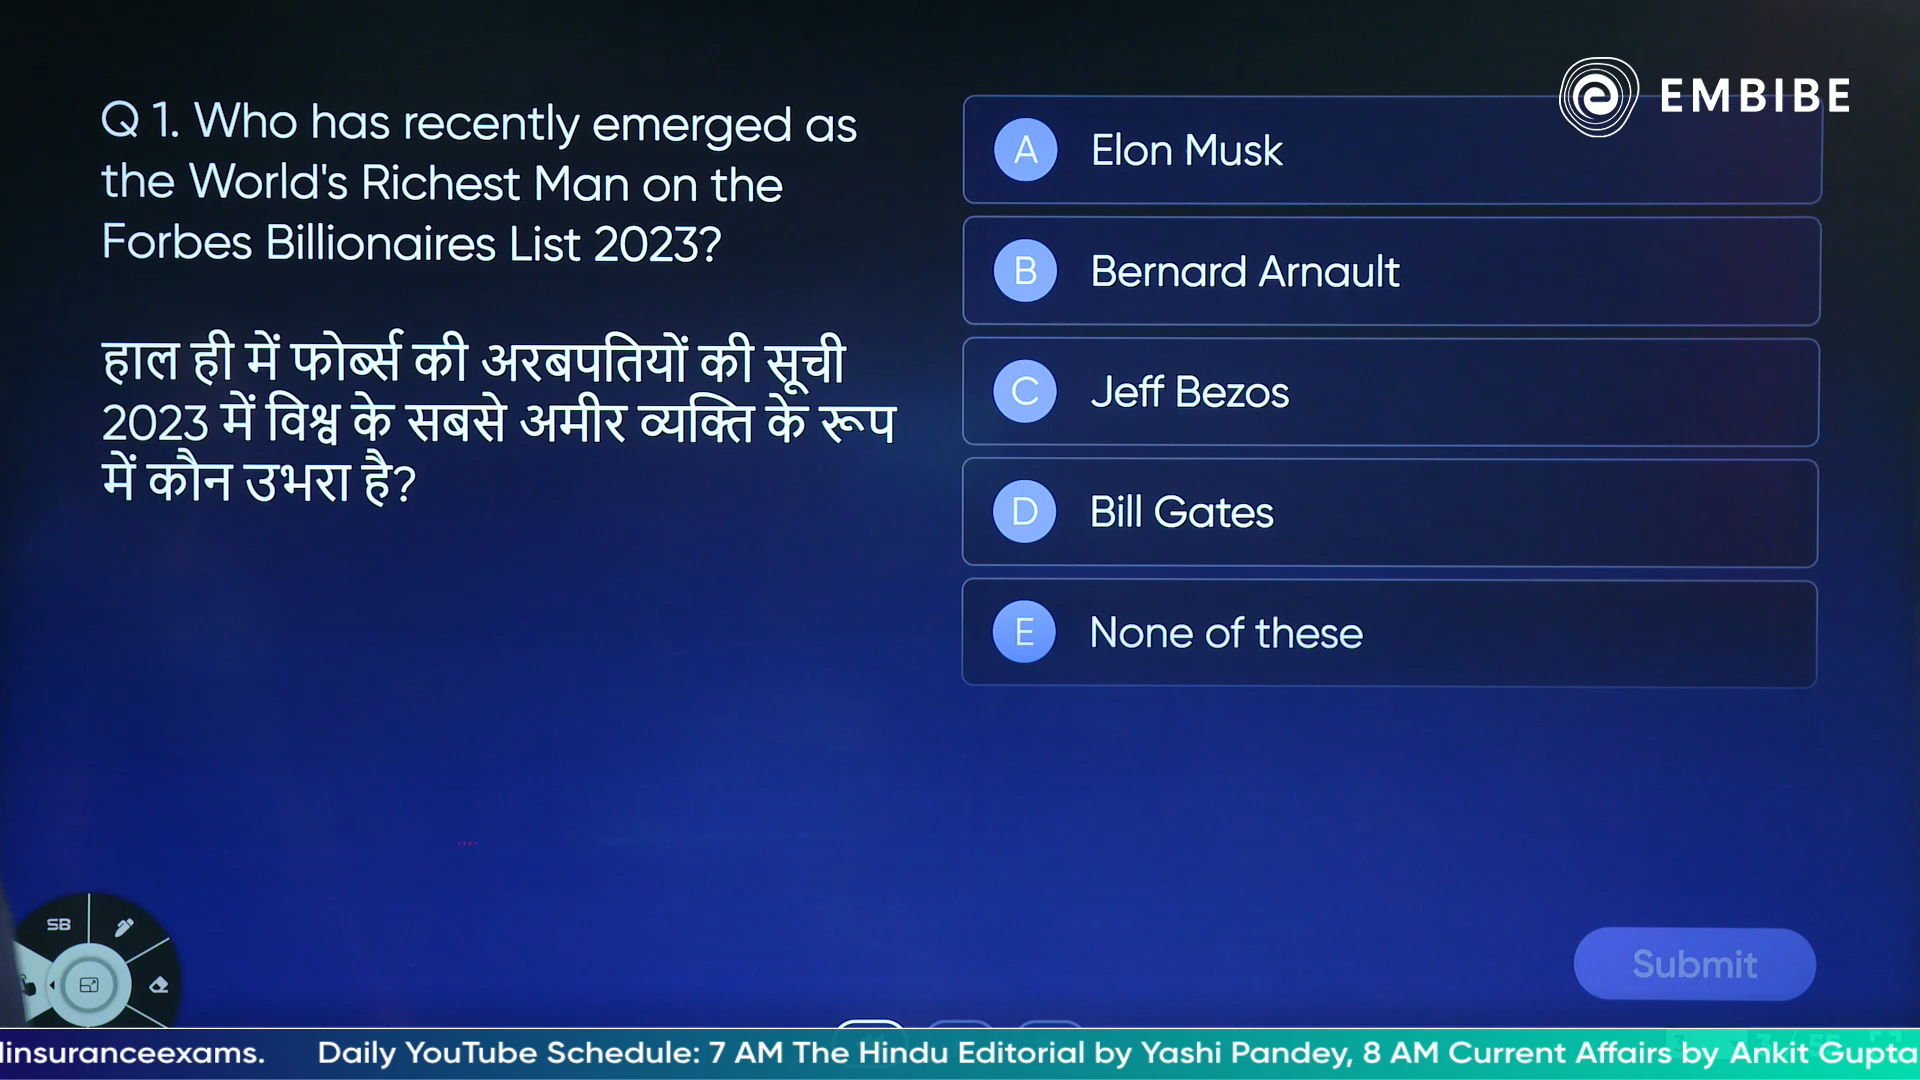 EMBIBE
Q 1. Who has recently emerged as
the World's Richest Man on the
Forbes Billionaires List 2023?
हाल ही में फोर्ब्स की अरबपतियों की सूची
2023 में विश्व के सबसे अमीर व्यक्ति के रूप
में कौन उभरा है?
A Elon Musk
B Bernard Arnault
C Jeff Bezos
D Bill Gates
E None of these
SB
Submit
insuranceexams. Daily YouTube Schedule: 7 AM The Hindu Editorial by Yashi Pandey, 8 AM Current Affairs by Ankit Gupta